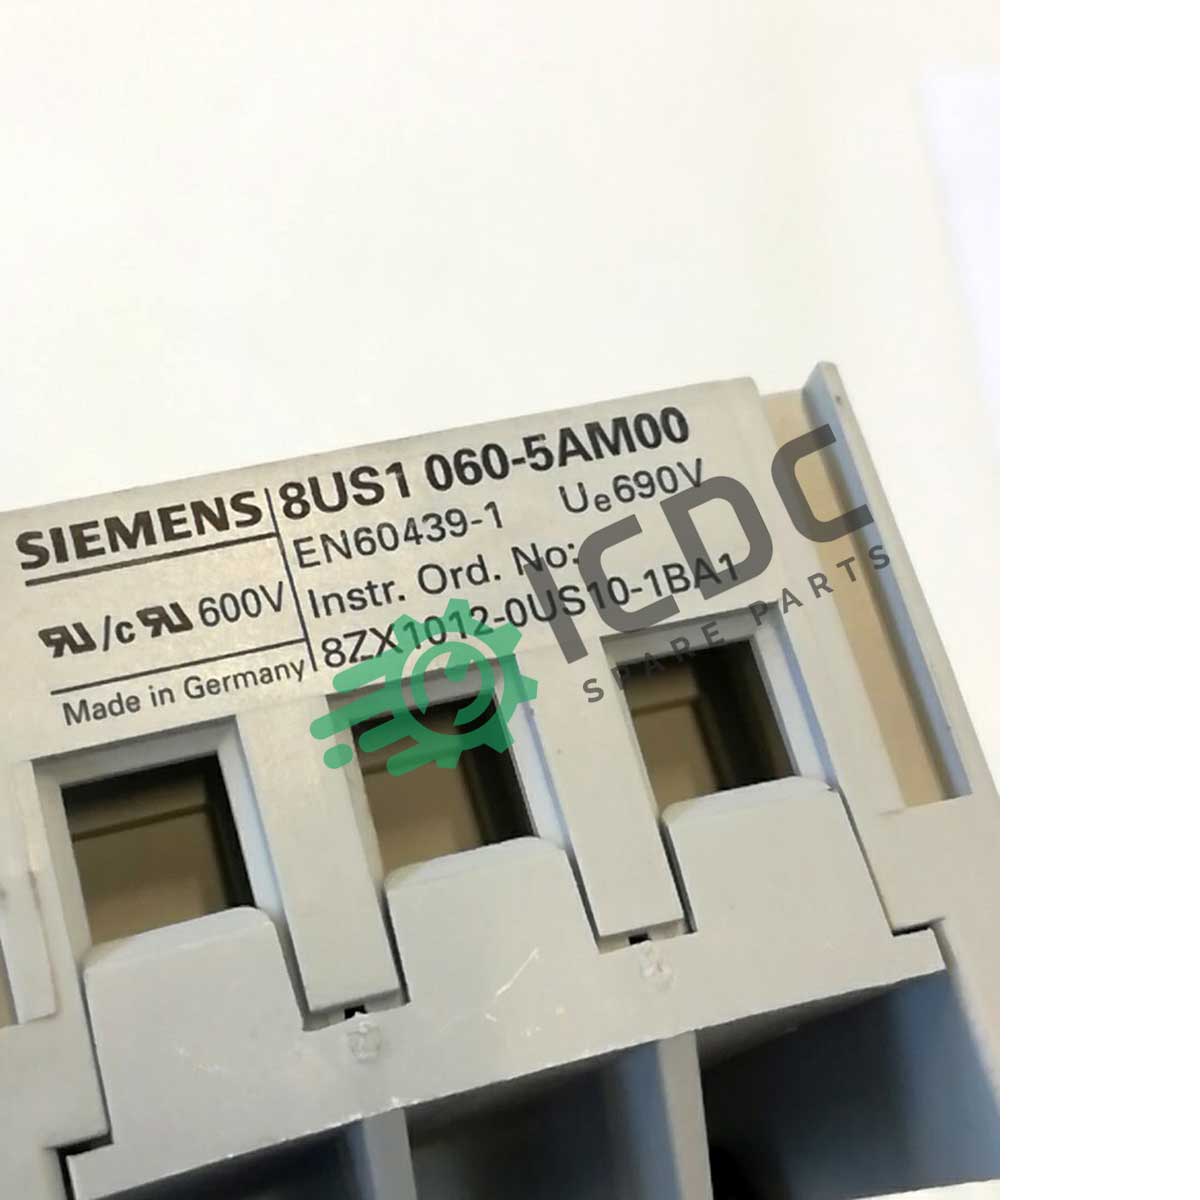 SIEMENS
8US1 060-5AM00
EN60439-1 Ue690V
Instr. Ord. No:
8ZX1012-0US10-1BA1
/c 600V
Made in Germany
ICDC
SPARE PARTS